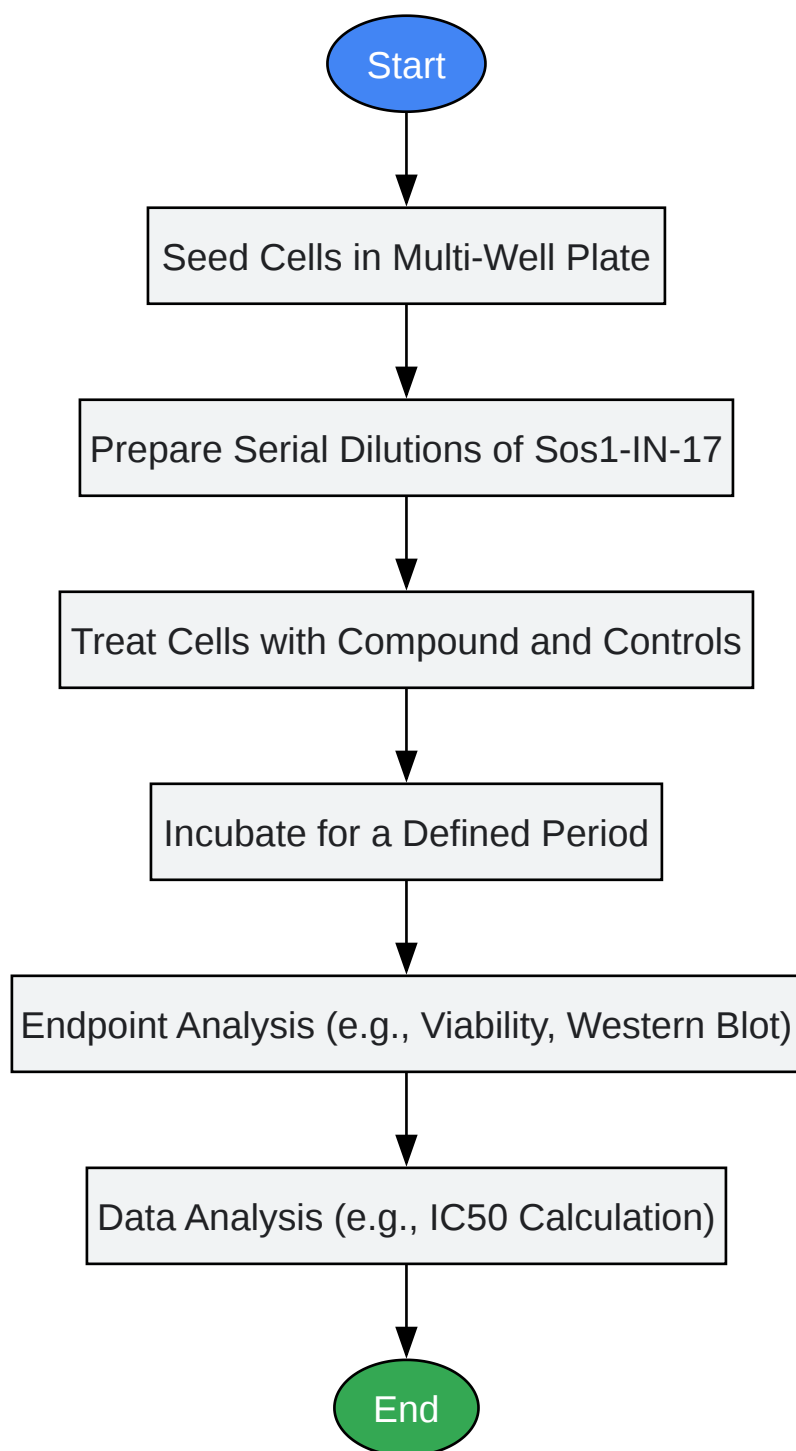 Start
Seed Cells in Multi-Well Plate
Prepare Serial Dilutions of Sos1-IN-17
Treat Cells with Compound and Controls
Incubate for a Defined Period
Endpoint Analysis (e.g., Viability, Western Blot)
Data Analysis (e.g., IC50 Calculation)
End